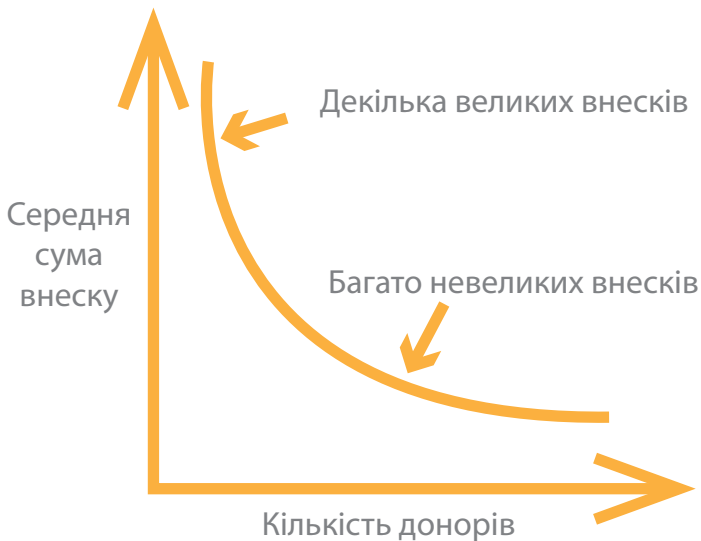 Декілька великих внесків
Середня
сума
внеску
Багато невеликих внесків
Кількість донорів